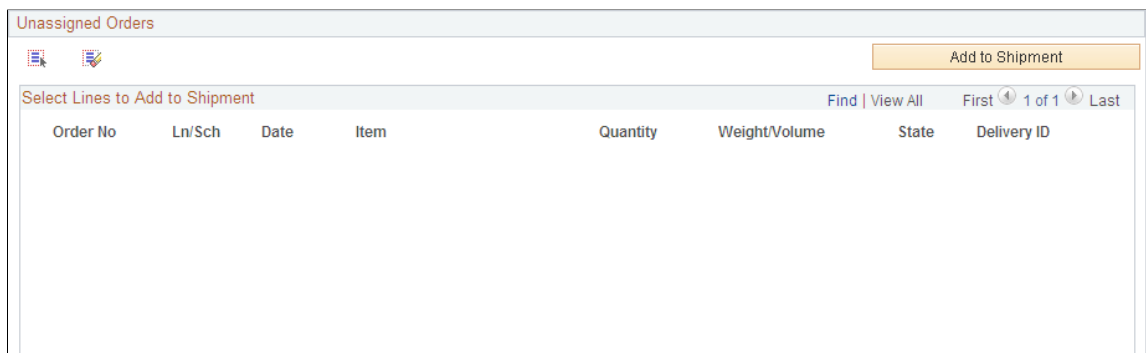 Unassigned Orders
Add to Shipment
Select Lines to Add to Shipment Find | View All First 1 of 1 Last
Order No Ln/Sch Date Item Quantity Weight/Volume State Delivery ID